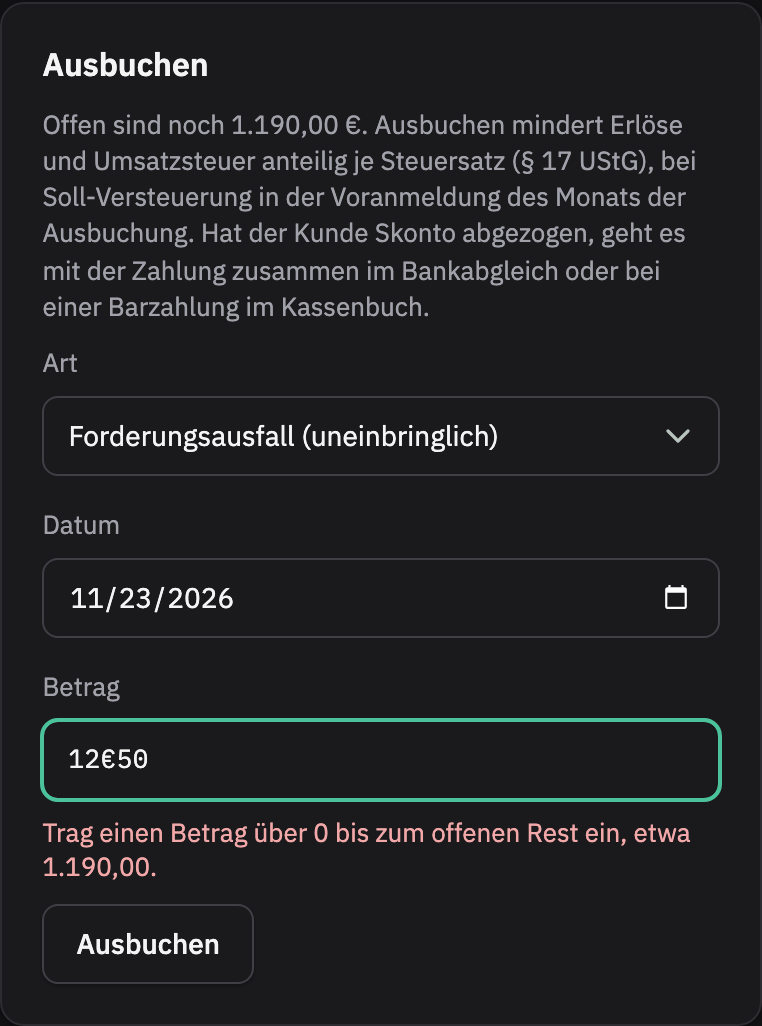 Ausbuchen
Offen sind noch 1.190,00 €. Ausbuchen mindert Erlöse
und Umsatzsteuer anteilig je Steuersatz (§ 17 UStG), bei
Soll-Versteuerung in der Voranmeldung des Monats der
Ausbuchung. Hat der Kunde Skonto abgezogen, geht es
mit der Zahlung zusammen im Bankabgleich oder bei
einer Barzahlung im Kassenbuch.
Art
Forderungsausfall (uneinbringlich)
Datum
11/23/2026
Betrag
12€50
Trag einen Betrag über 0 bis zum offenen Rest ein, etwa
1.190,00.
Ausbuchen